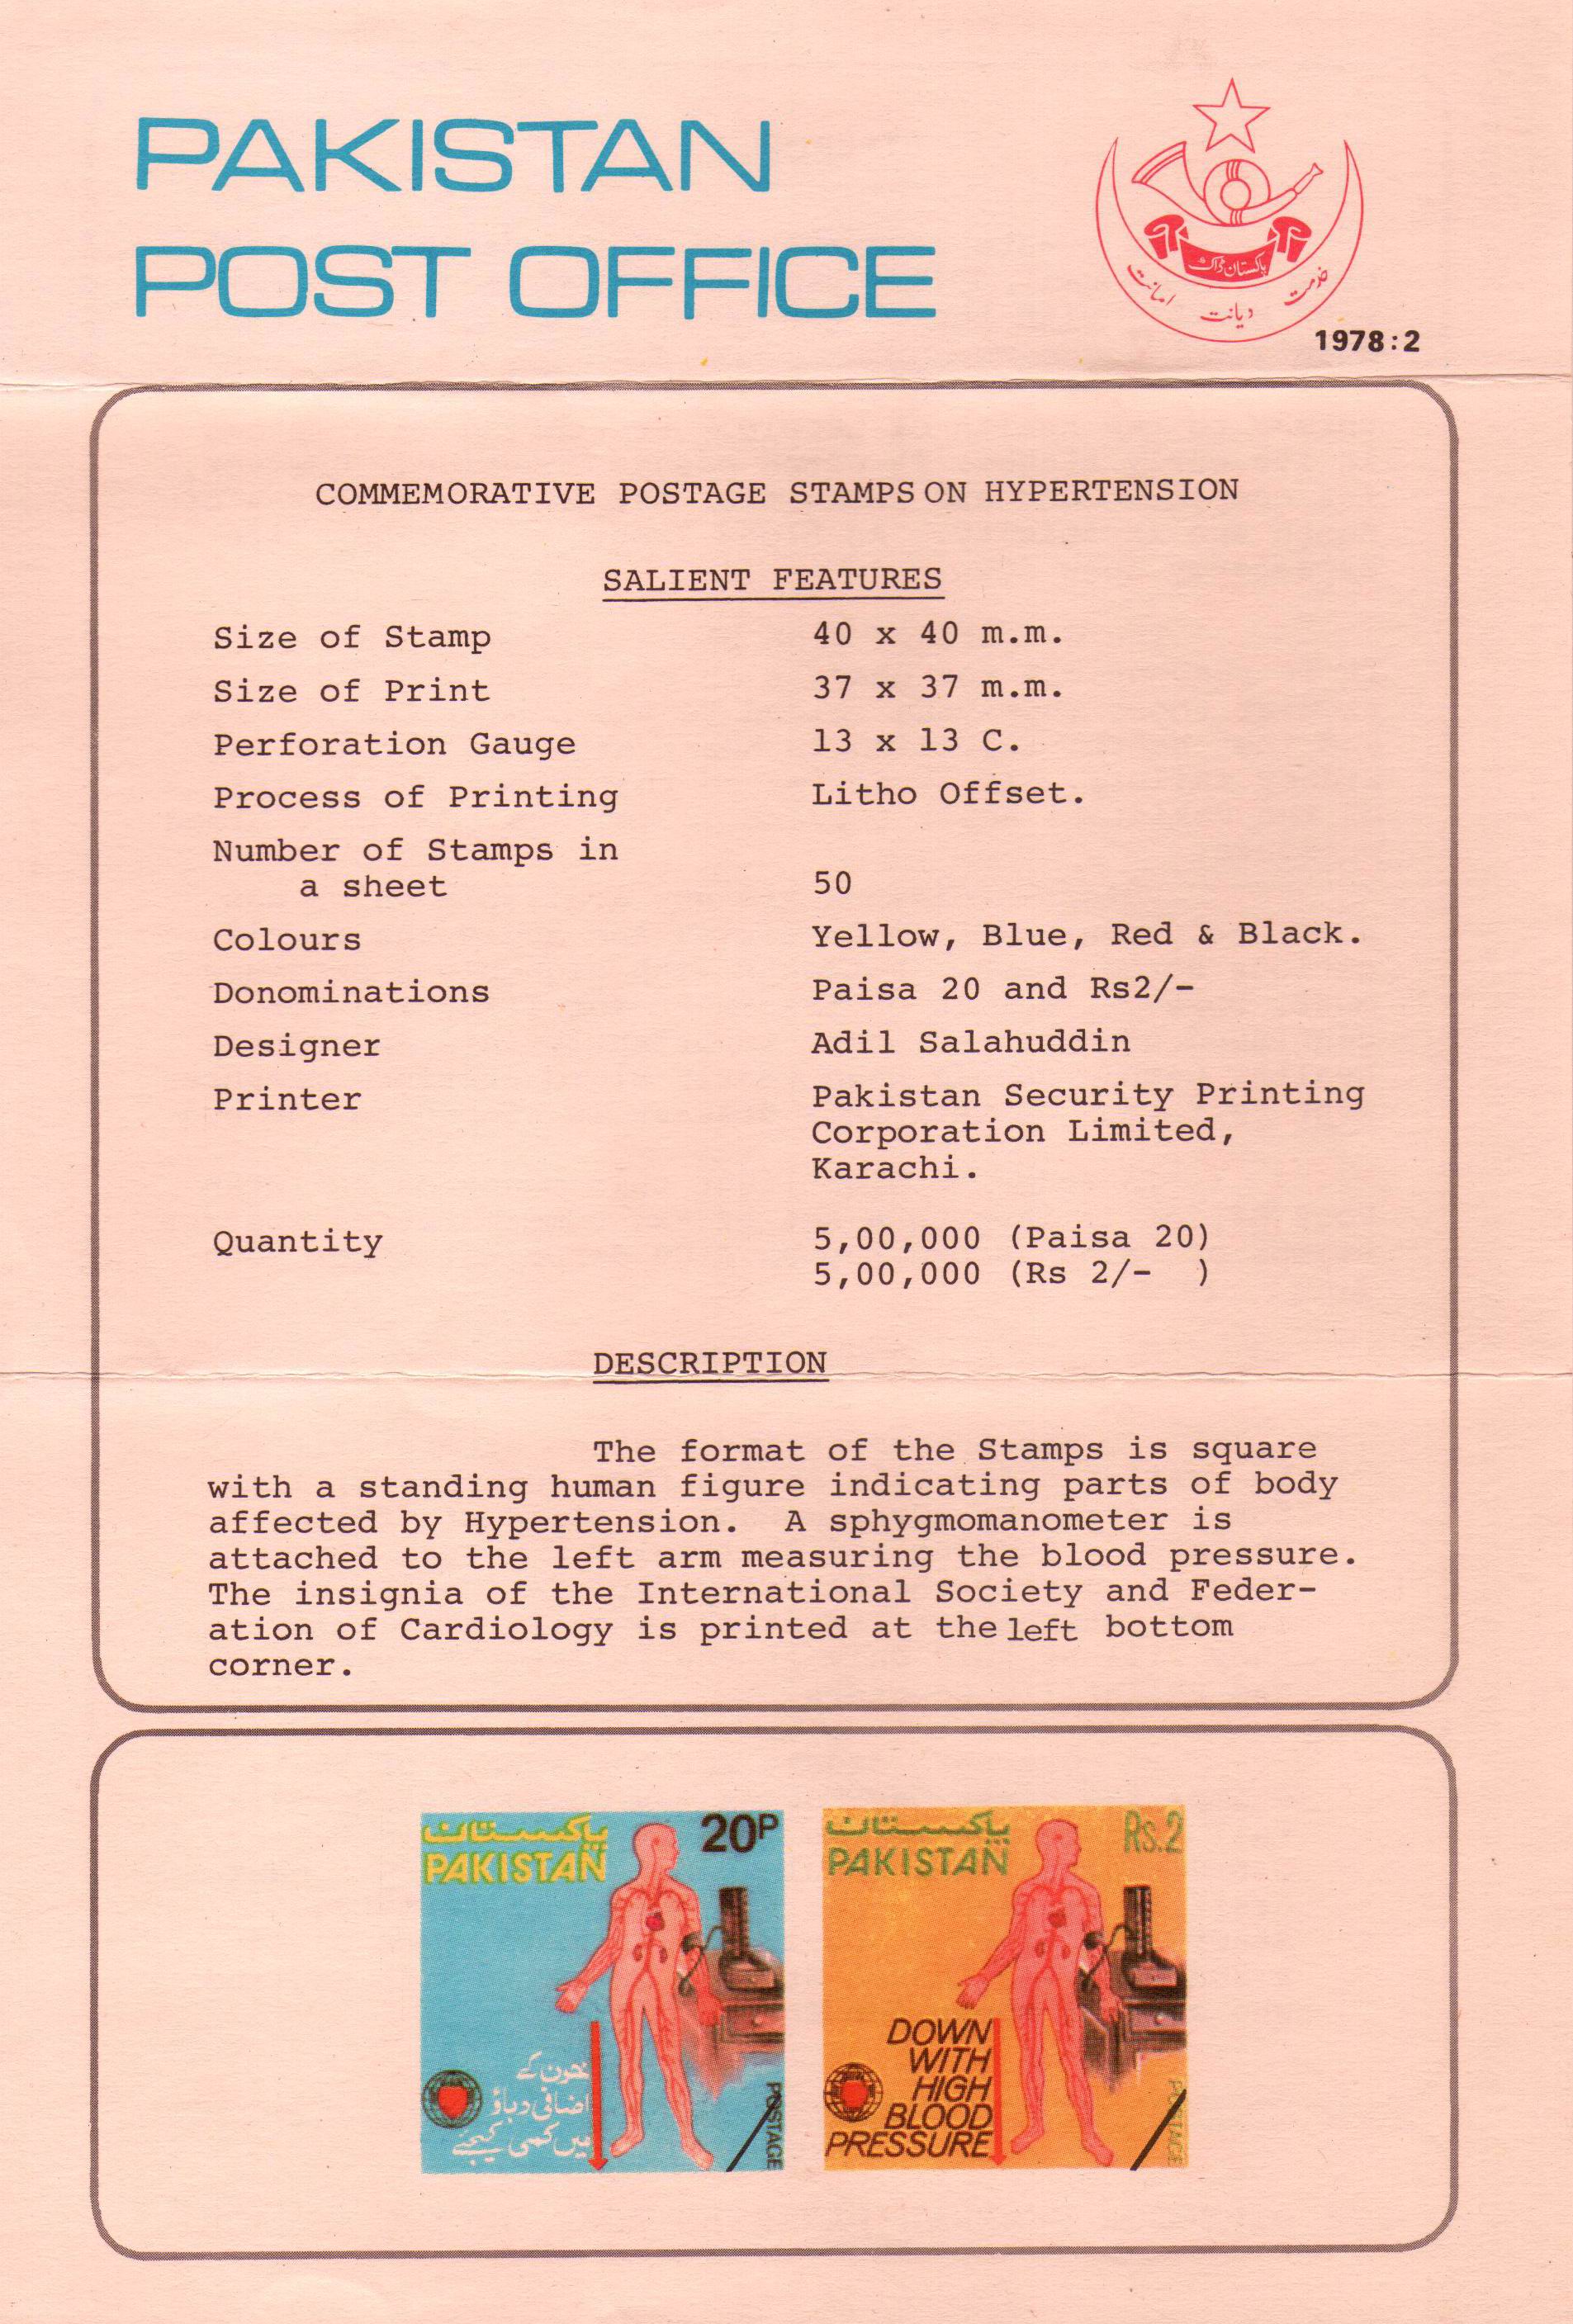 PAKISTAN
POST OFFICE
پاکستان ڈاک
خدمت دیانت امانت
1978:2
COMMEMORATIVE POSTAGE STAMPS ON HYPERTENSION
SALIENT FEATURES
Size of Stamp 40 x 40 m.m.
Size of Print 37 x 37 m.m.
Perforation Gauge 13 x 13 C.
Process of Printing Litho Offset.
Number of Stamps in
a sheet 50
Colours Yellow, Blue, Red & Black.
Donominations Paisa 20 and Rs2/-
Designer Adil Salahuddin
Printer Pakistan Security Printing
Corporation Limited,
Karachi.
Quantity 5,00,000 (Paisa 20)
5,00,000 (Rs 2/- )
DESCRIPTION
The format of the Stamps is square
with a standing human figure indicating parts of body
affected by Hypertension. A sphygmomanometer is
attached to the left arm measuring the blood pressure.
The insignia of the International Society and Feder-
ation of Cardiology is printed at the left bottom
corner.
پاکستان
PAKISTAN
20P
خون کے
اضافی دباؤ
میں کمی کیجئے
POSTAGE
پاکستان
PAKISTAN
Rs.2
DOWN
WITH
HIGH
BLOOD
PRESSURE
POSTAGE